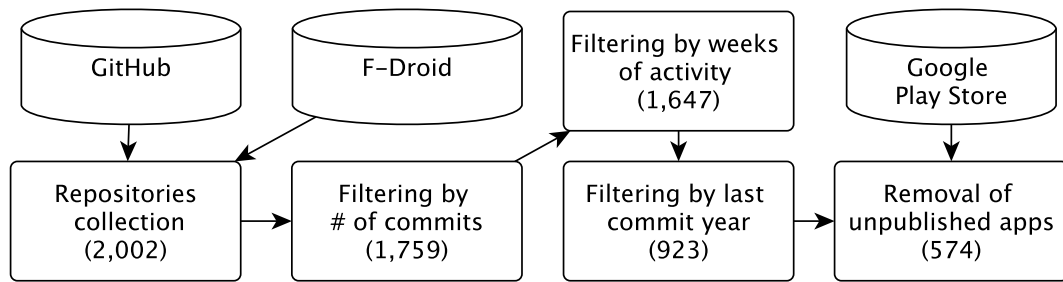 GitHub
F-Droid
Filtering by weeks
of activity
(1,647)
Google
Play Store
Repositories
collection
(2,002)
Filtering by
# of commits
(1,759)
Filtering by last
commit year
(923)
Removal of
unpublished apps
(574)